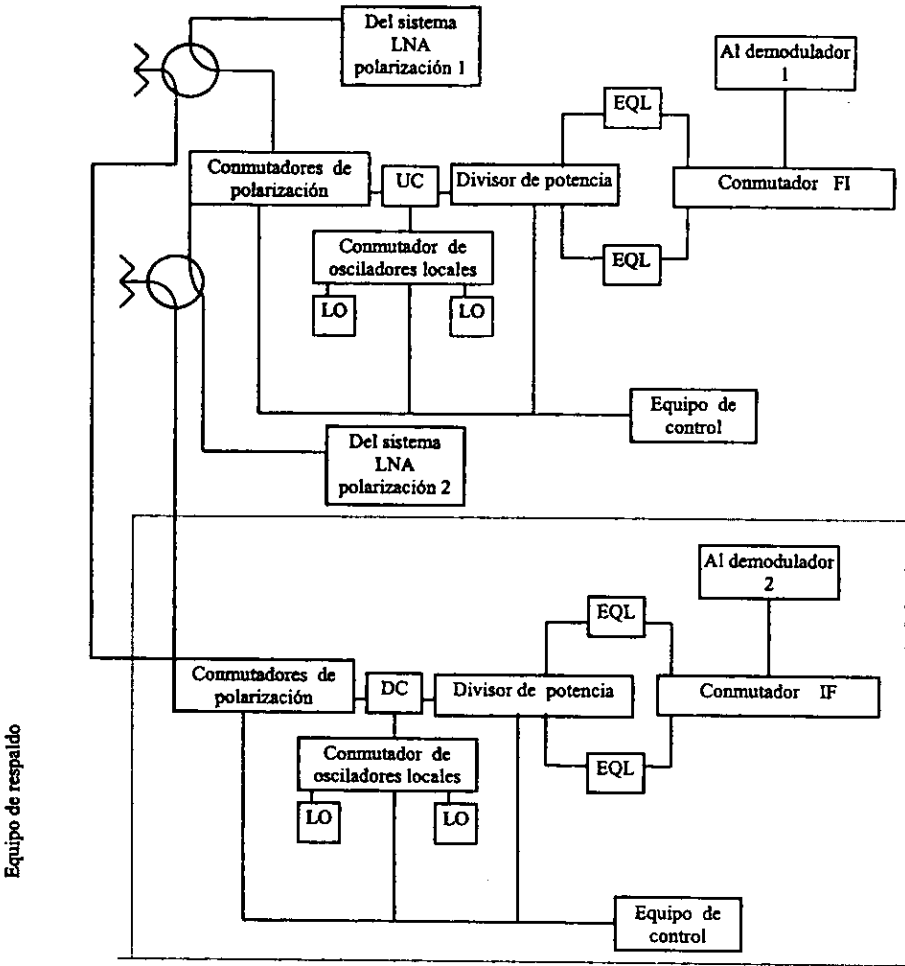 Del sistema
LNA
polarización 1
Al demodulador
1
EQL
Conmutadores de
polarización
UC
Divisor de potencia
Conmutador FI
EQL
Conmutador de
osciladores locales
LO
LO
Equipo de
control
Del sistema
LNA
polarización 2
Al demodulador
2
EQL
Conmutadores de
polarización
DC
Divisor de potencia
Conmutador IF
EQL
Conmutador de
osciladores locales
LO
LO
Equipo de
control
Equipo de respaldo